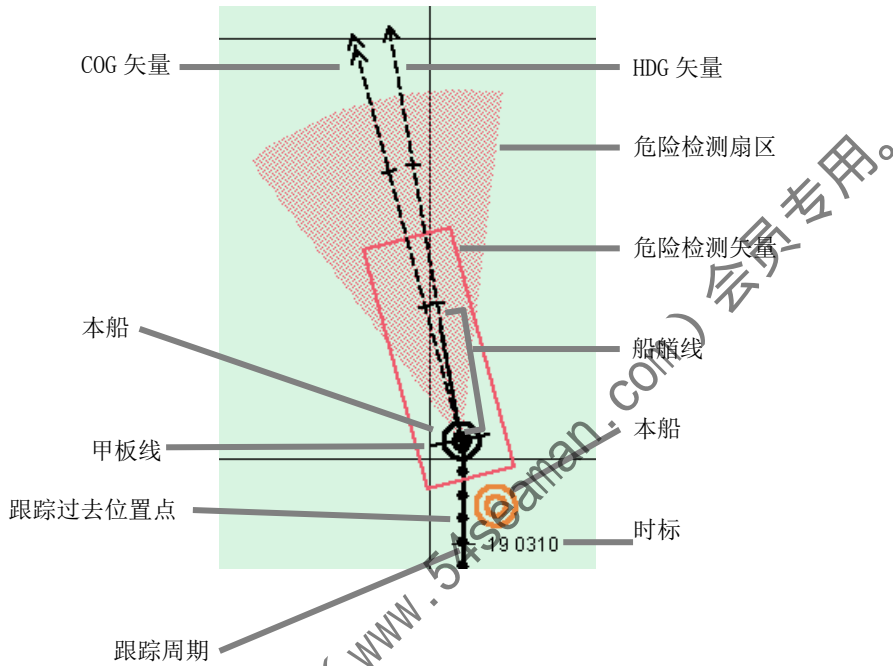 COG 矢量
HDG 矢量
危险检测扇区
危险检测矢量
本船
船艏线
本船
甲板线
跟踪过去位置点
19 0310
时标
跟踪周期
(www.54seaman.com)会员专用。